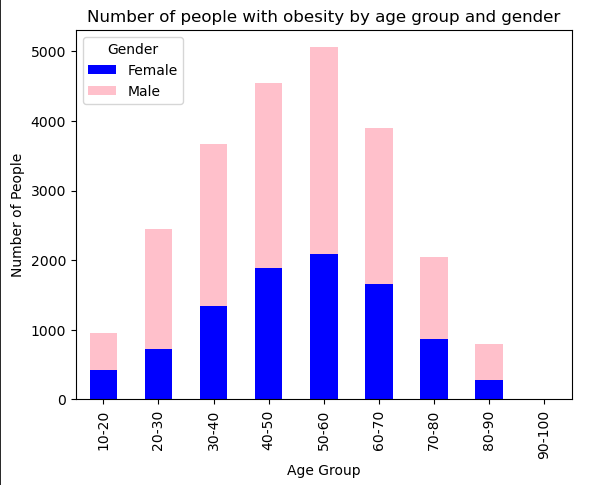 Number of people with obesity by age group and gender
Gender
Female
Male
5000
4000
3000
2000
1000
0
Number of People
10-20
20-30
30-40
40-50
50-60
60-70
70-80
80-90
90-100
Age Group